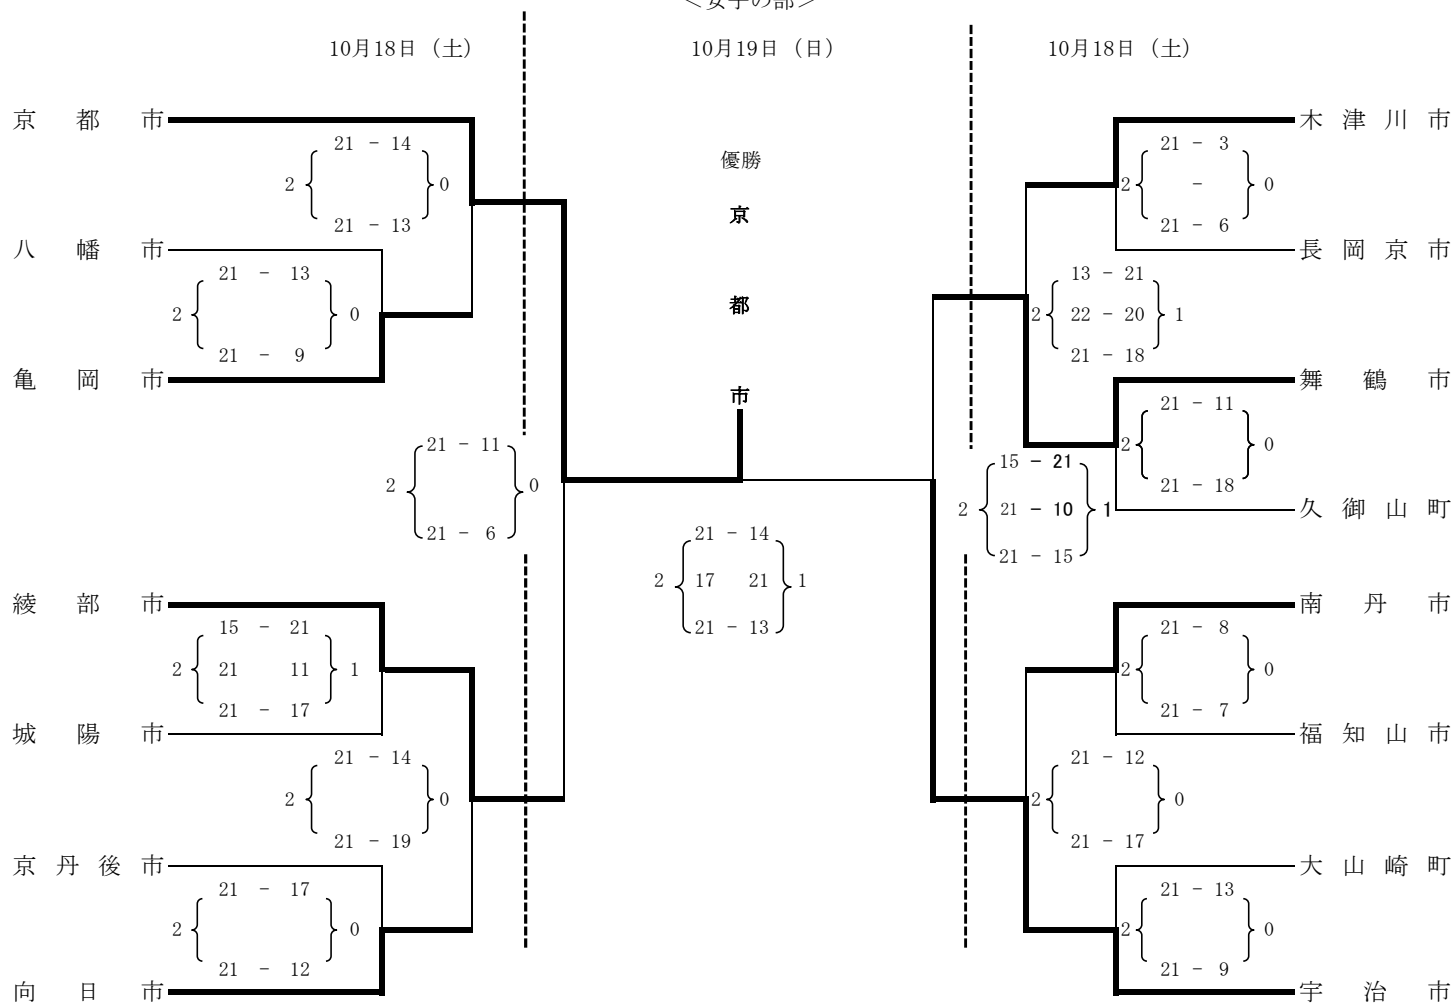 ＜女子の部＞
10月18日（土）
10月19日（日）
10月18日（土）
京都市
21 - 14
2 0
21 - 13
八幡市
21 - 13
2 0
21 - 9
亀岡市
21 - 11
2 0
21 - 6
綾部市
15 - 21
2 21 11 1
21 - 17
城陽市
21 - 14
2 0
21 - 19
京丹後市
21 - 17
2 0
21 - 12
向日市
優勝
京都市
21 - 14
2 17 21 1
21 - 13
木津川市
21 - 3
2 - 0
21 - 6
長岡京市
13 - 21
2 22 - 20 1
21 - 18
舞鶴市
21 - 11
2 0
21 - 18
久御山町
15 - 21
2 21 - 10 1
21 - 15
南丹市
21 - 8
2 0
21 - 7
福知山市
21 - 12
2 0
21 - 17
大山崎町
21 - 13
2 0
21 - 9
宇治市